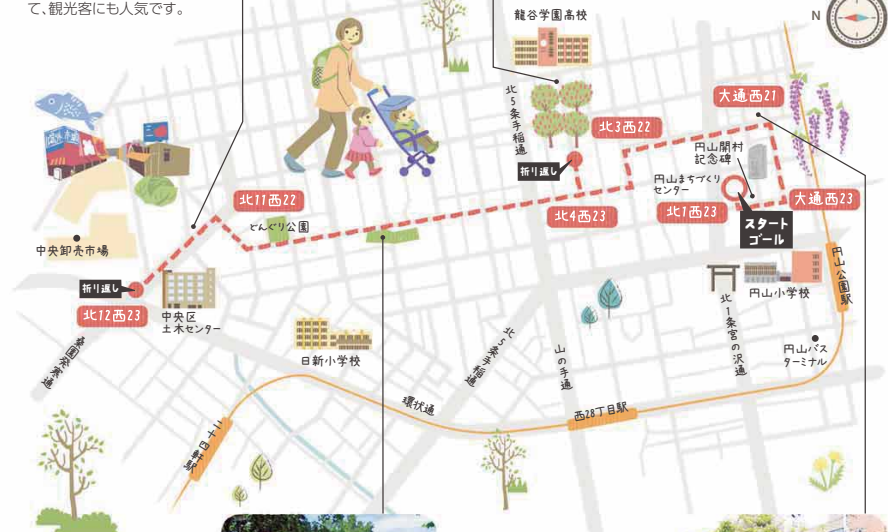 て、観光客にも人気です。
龍谷学園高校
N
大通西21
北5条手稲通
北3西22
円山開村
記念碑
折り返し
円山まちづくり
センター
大通西23
北11西22
北4西23
北1西23
スタート
ゴール
どんぐり公園
場外市場
中央卸売市場
折り返し
北12西23
中央区
土木センター
円山公園駅
円山小学校
北1条宮の沢通
円山バス
ターミナル
日新小学校
桑園発寒通
北5条手稲通
山の手通
環状通
西28丁目駅
二十四軒駅